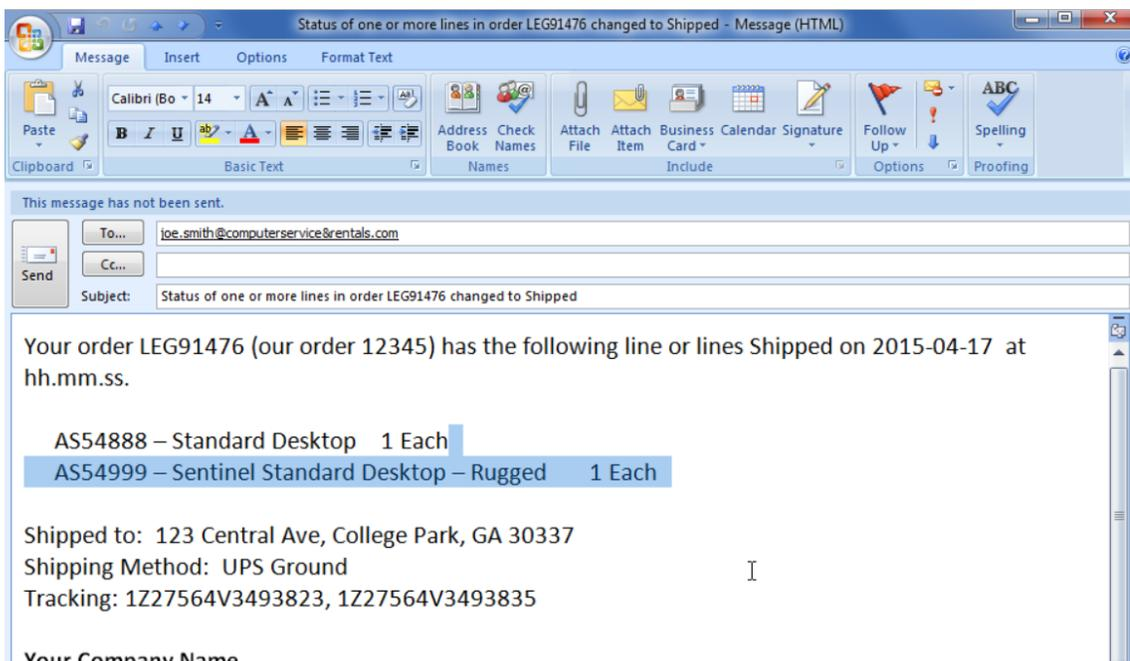 Status of one or more lines in order LEG91476 changed to Shipped - Message (HTML)
Message Insert Options Format Text
Calibri (Bo 14
Paste
B I U ab A
Address Book
Check Names
Attach File
Attach Item
Business Card
Calendar
Signature
Follow Up
ABC
Spelling
Clipboard Basic Text Names Include Options Proofing
This message has not been sent.
To... joe.smith@computerservice&rentals.com
Send
Cc...
Subject: Status of one or more lines in order LEG91476 changed to Shipped
Your order LEG91476 (our order 12345) has the following line or lines Shipped on 2015-04-17 at
hh.mm.ss.
AS54888 – Standard Desktop 1 Each
AS54999 – Sentinel Standard Desktop – Rugged 1 Each
Shipped to: 123 Central Ave, College Park, GA 30337
Shipping Method: UPS Ground
Tracking: 1Z27564V3493823, 1Z27564V3493835
Your Company Name